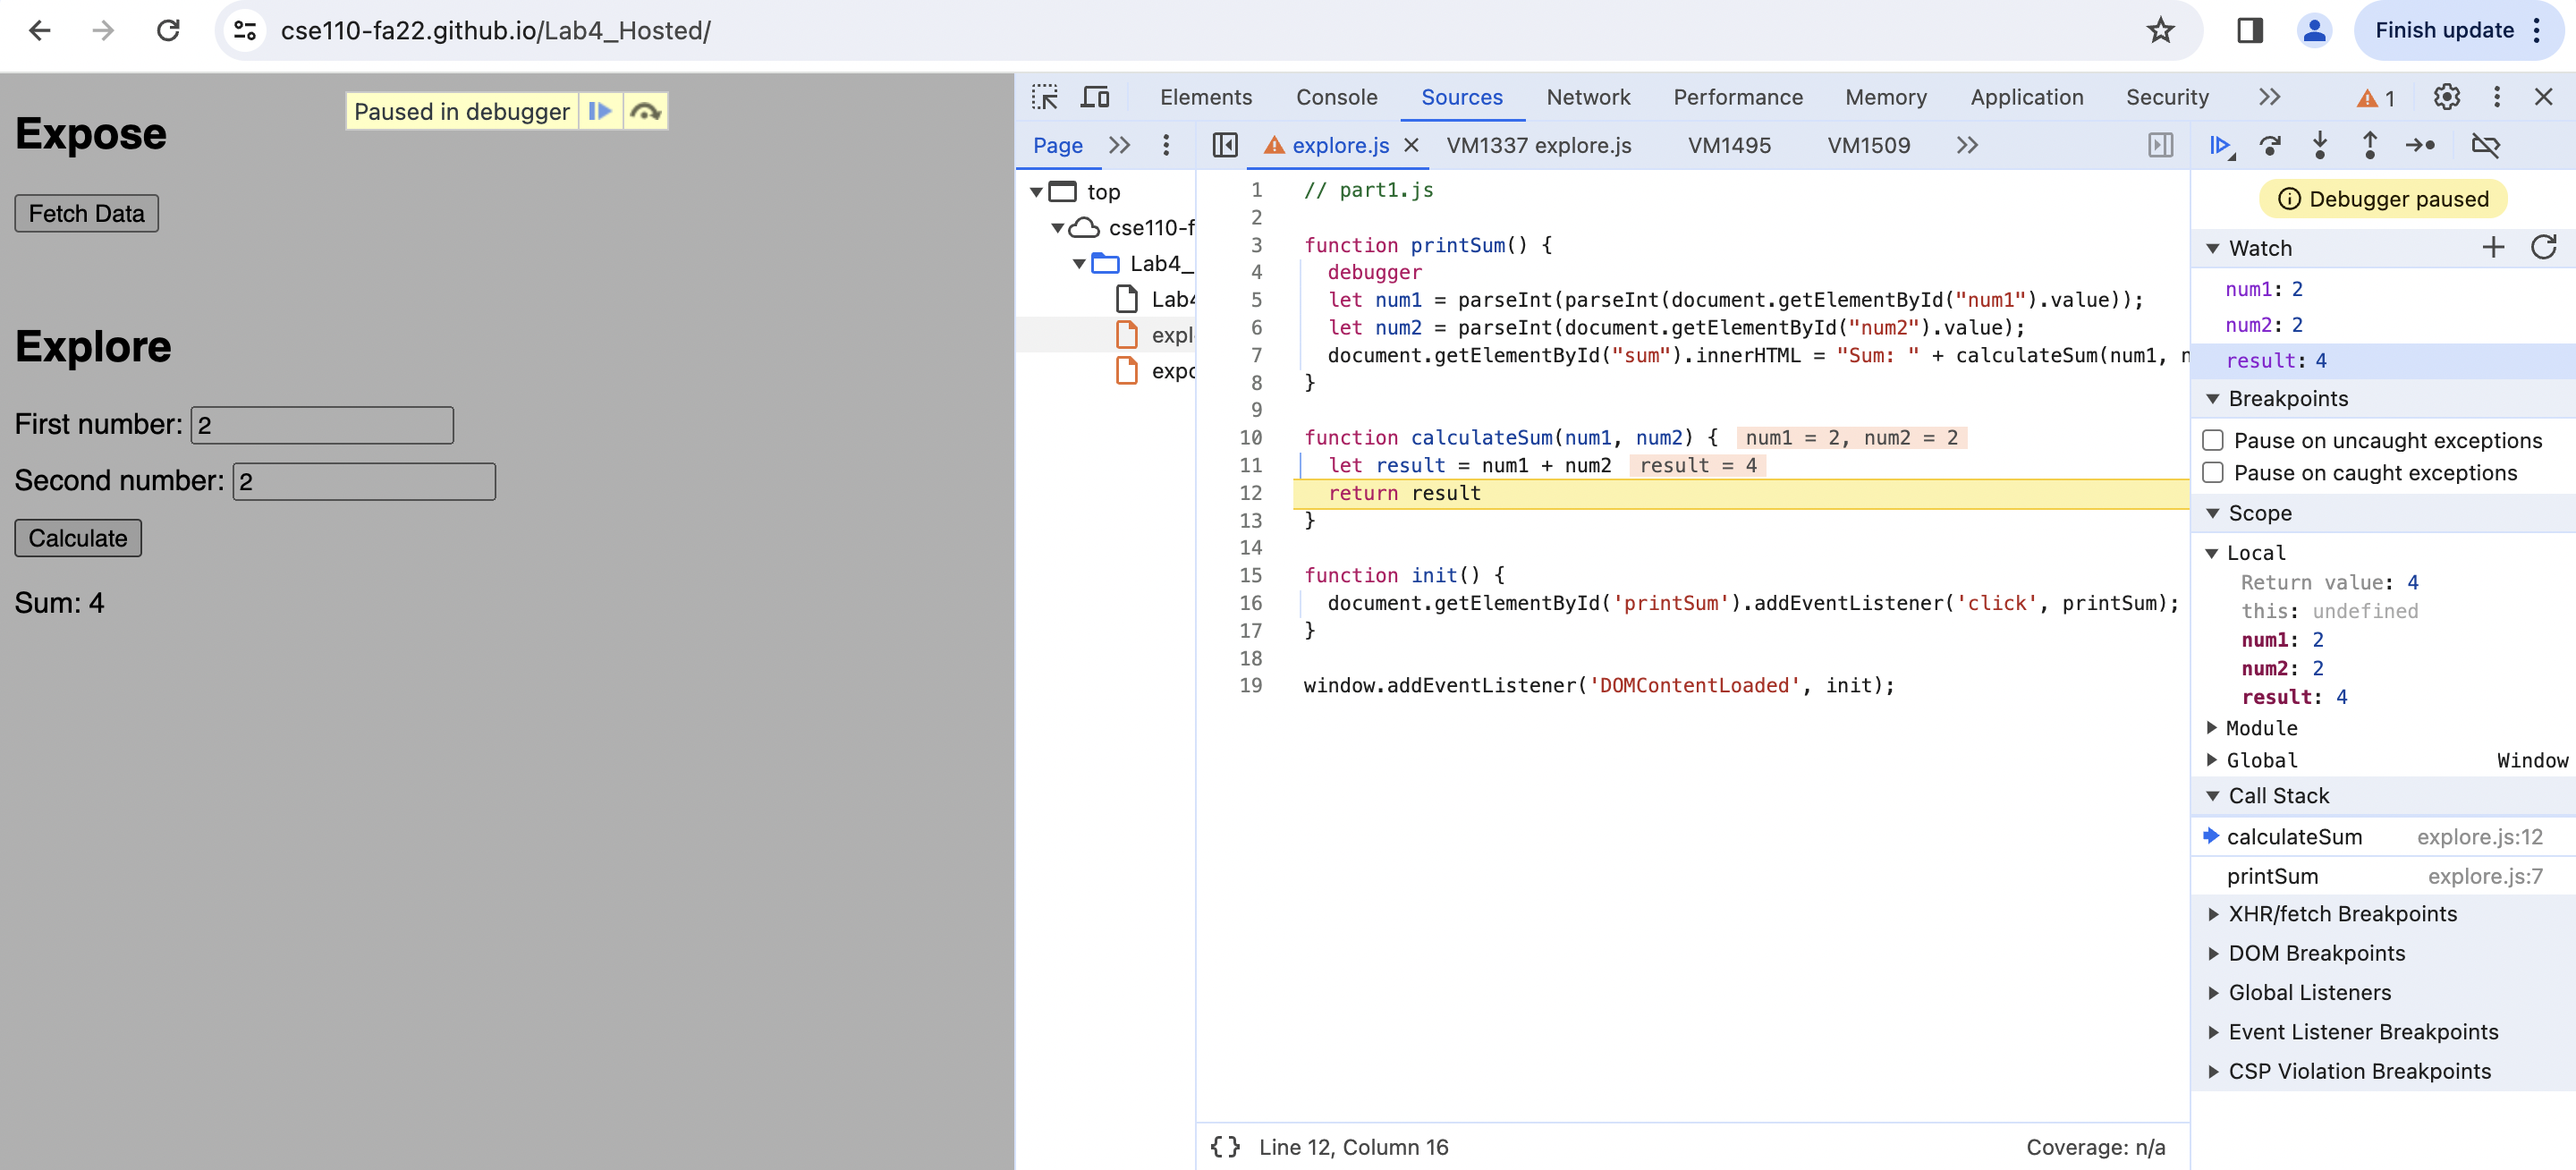 cse110-fa22.github.io/Lab4_Hosted/
Finish update
Paused in debugger
Expose
Fetch Data
Explore
First number: 2
Second number: 2
Calculate
Sum: 4
Elements Console Sources Network Performance Memory Application Security 1
Page
explore.js VM1337 explore.js VM1495 VM1509
top
cse110-f
Lab4_
Lab4
expl
expo
1 // part1.js
2
3 function printSum() {
4 debugger
5 let num1 = parseInt(parseInt(document.getElementById("num1").value));
6 let num2 = parseInt(document.getElementById("num2").value);
7 document.getElementById("sum").innerHTML = "Sum: " + calculateSum(num1, n
8 }
9
10 function calculateSum(num1, num2) { num1 = 2, num2 = 2
11 let result = num1 + num2 result = 4
12 return result
13 }
14
15 function init() {
16 document.getElementById('printSum').addEventListener('click', printSum);
17 }
18
19 window.addEventListener('DOMContentLoaded', init);
{} Line 12, Column 16
Coverage: n/a
Debugger paused
Watch
num1: 2
num2: 2
result: 4
Breakpoints
Pause on uncaught exceptions
Pause on caught exceptions
Scope
Local
Return value: 4
this: undefined
num1: 2
num2: 2
result: 4
Module
Global Window
Call Stack
calculateSum explore.js:12
printSum explore.js:7
XHR/fetch Breakpoints
DOM Breakpoints
Global Listeners
Event Listener Breakpoints
CSP Violation Breakpoints